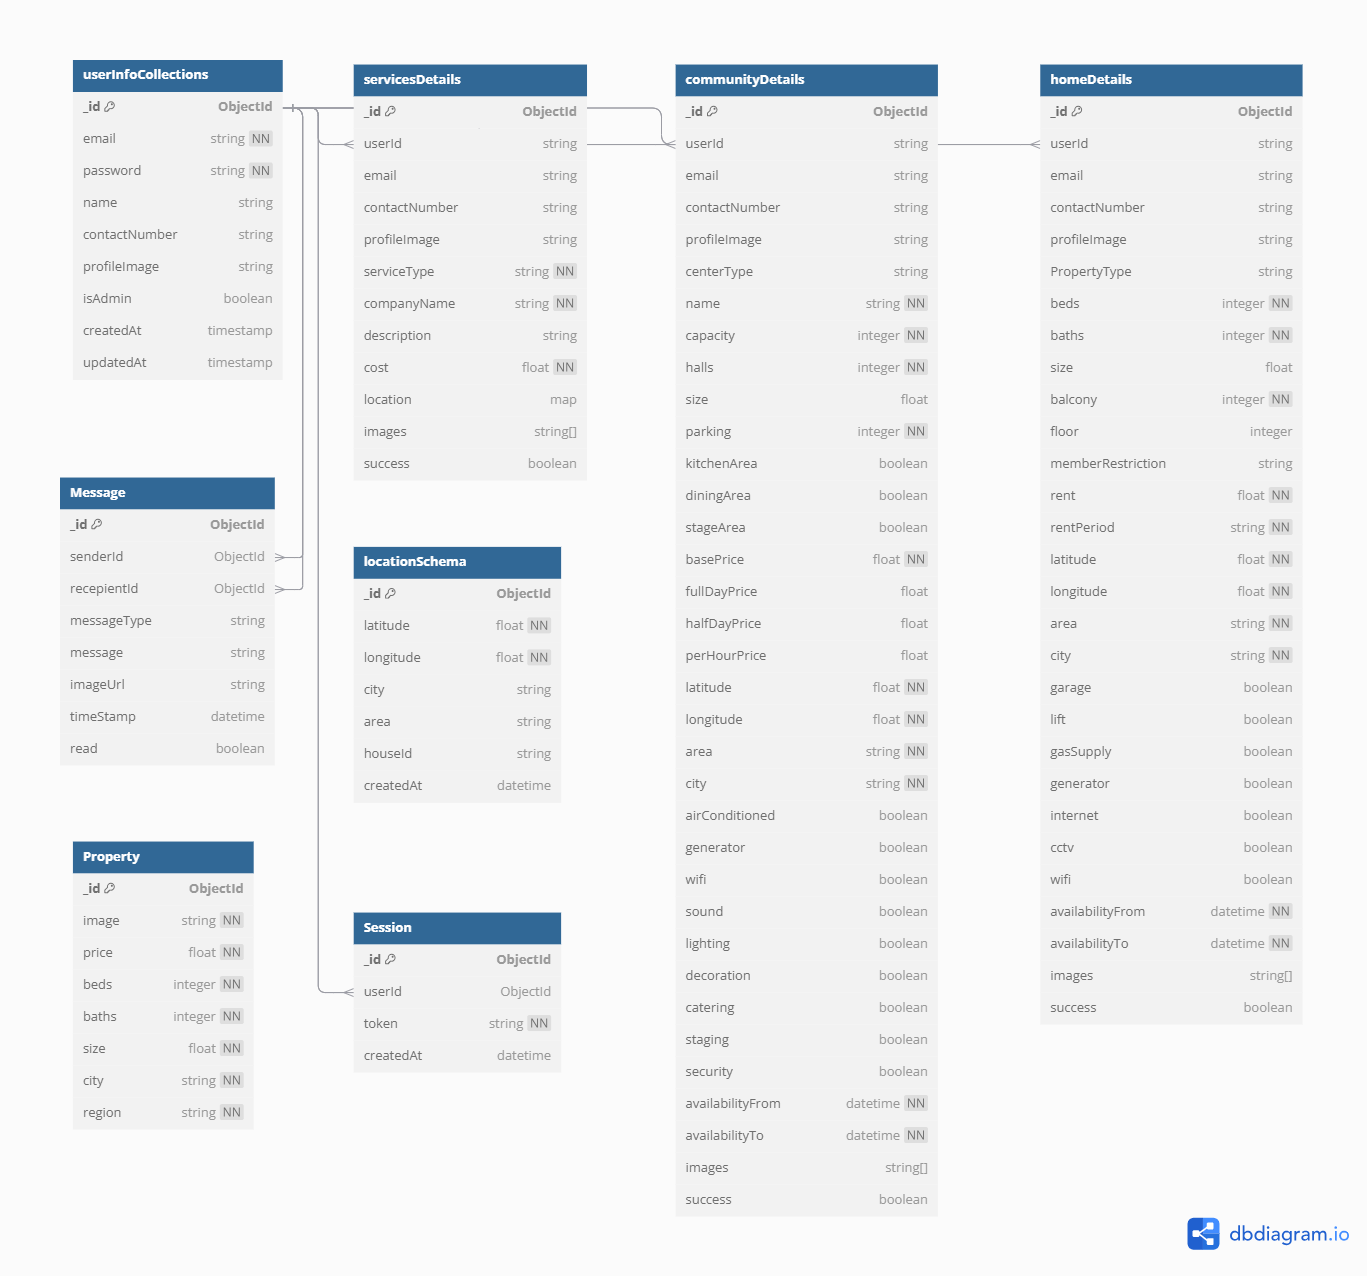 userInfoCollections
_id ObjectId
email string NN
password string NN
name string
contactNumber string
profileImage string
isAdmin boolean
createdAt timestamp
updatedAt timestamp
servicesDetails
_id ObjectId
userId string
email string
contactNumber string
profileImage string
serviceType string NN
companyName string NN
description string
cost float NN
location map
images string[]
success boolean
communityDetails
_id ObjectId
userId string
email string
contactNumber string
profileImage string
centerType string
name string NN
capacity integer NN
halls integer NN
size float
parking integer NN
kitchenArea boolean
diningArea boolean
stageArea boolean
basePrice float NN
fullDayPrice float
halfDayPrice float
perHourPrice float
latitude float NN
longitude float NN
area string NN
city string NN
airConditioned boolean
generator boolean
wifi boolean
sound boolean
lighting boolean
decoration boolean
catering boolean
staging boolean
security boolean
availabilityFrom datetime NN
availabilityTo datetime NN
images string[]
success boolean
homeDetails
_id ObjectId
userId string
email string
contactNumber string
profileImage string
PropertyType string
beds integer NN
baths integer NN
size float
balcony integer NN
floor integer
memberRestriction string
rent float NN
rentPeriod string NN
latitude float NN
longitude float NN
area string NN
city string NN
garage boolean
lift boolean
gasSupply boolean
generator boolean
internet boolean
cctv boolean
wifi boolean
availabilityFrom datetime NN
availabilityTo datetime NN
images string[]
success boolean
Message
_id ObjectId
senderId ObjectId
recepientId ObjectId
messageType string
message string
imageUrl string
timeStamp datetime
read boolean
locationSchema
_id ObjectId
latitude float NN
longitude float NN
city string
area string
houseId string
createdAt datetime
Property
_id ObjectId
image string NN
price float NN
beds integer NN
baths integer NN
size float NN
city string NN
region string NN
Session
_id ObjectId
userId ObjectId
token string NN
createdAt datetime
dbdiagram.io